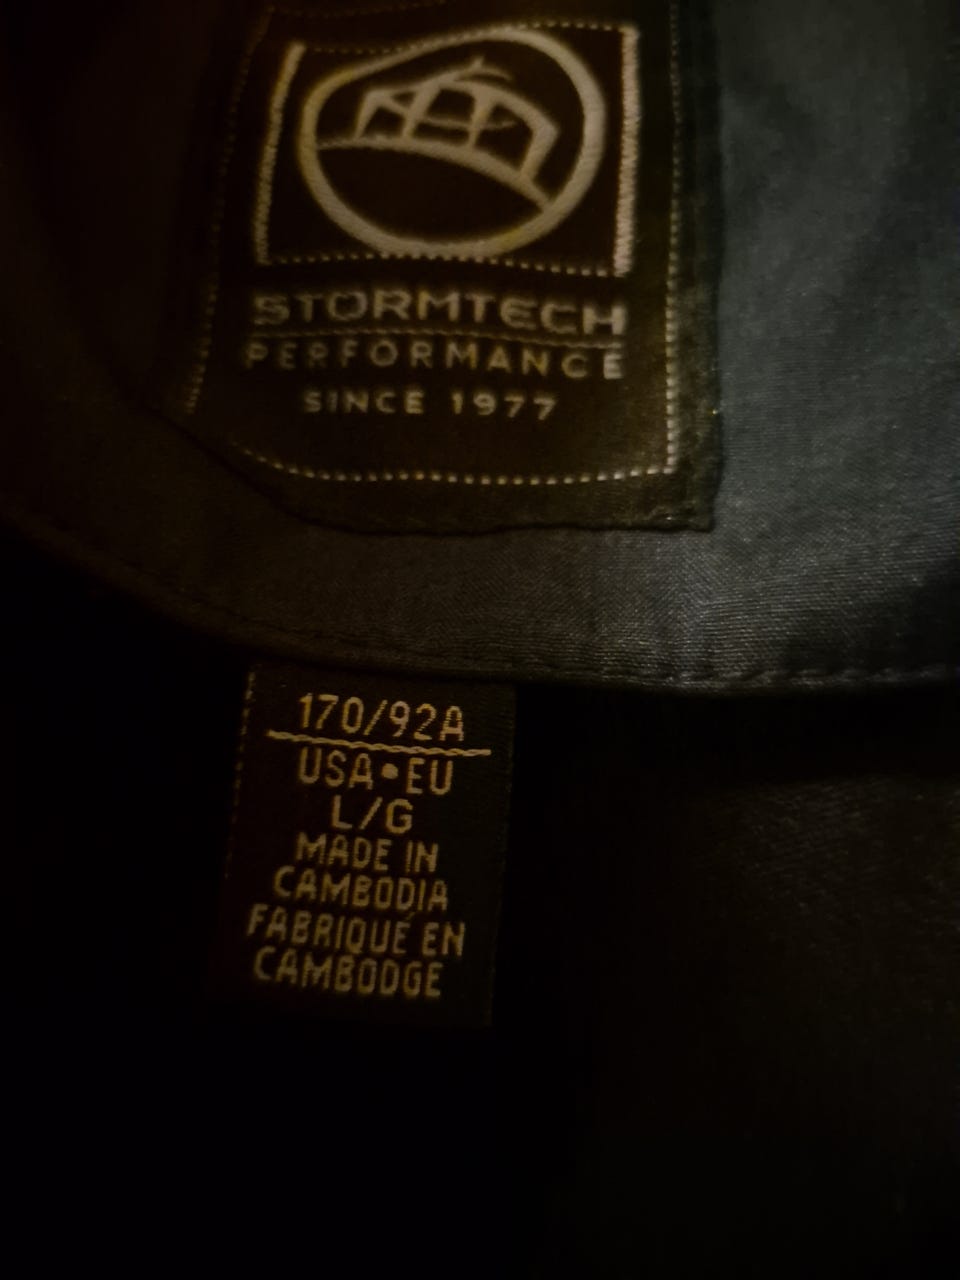 STORMTECH
PERFORMANCE
SINCE 1977
170/92A
USA•EU
L/G
MADE IN
CAMBODIA
FABRIQUÉ EN
CAMBODGE